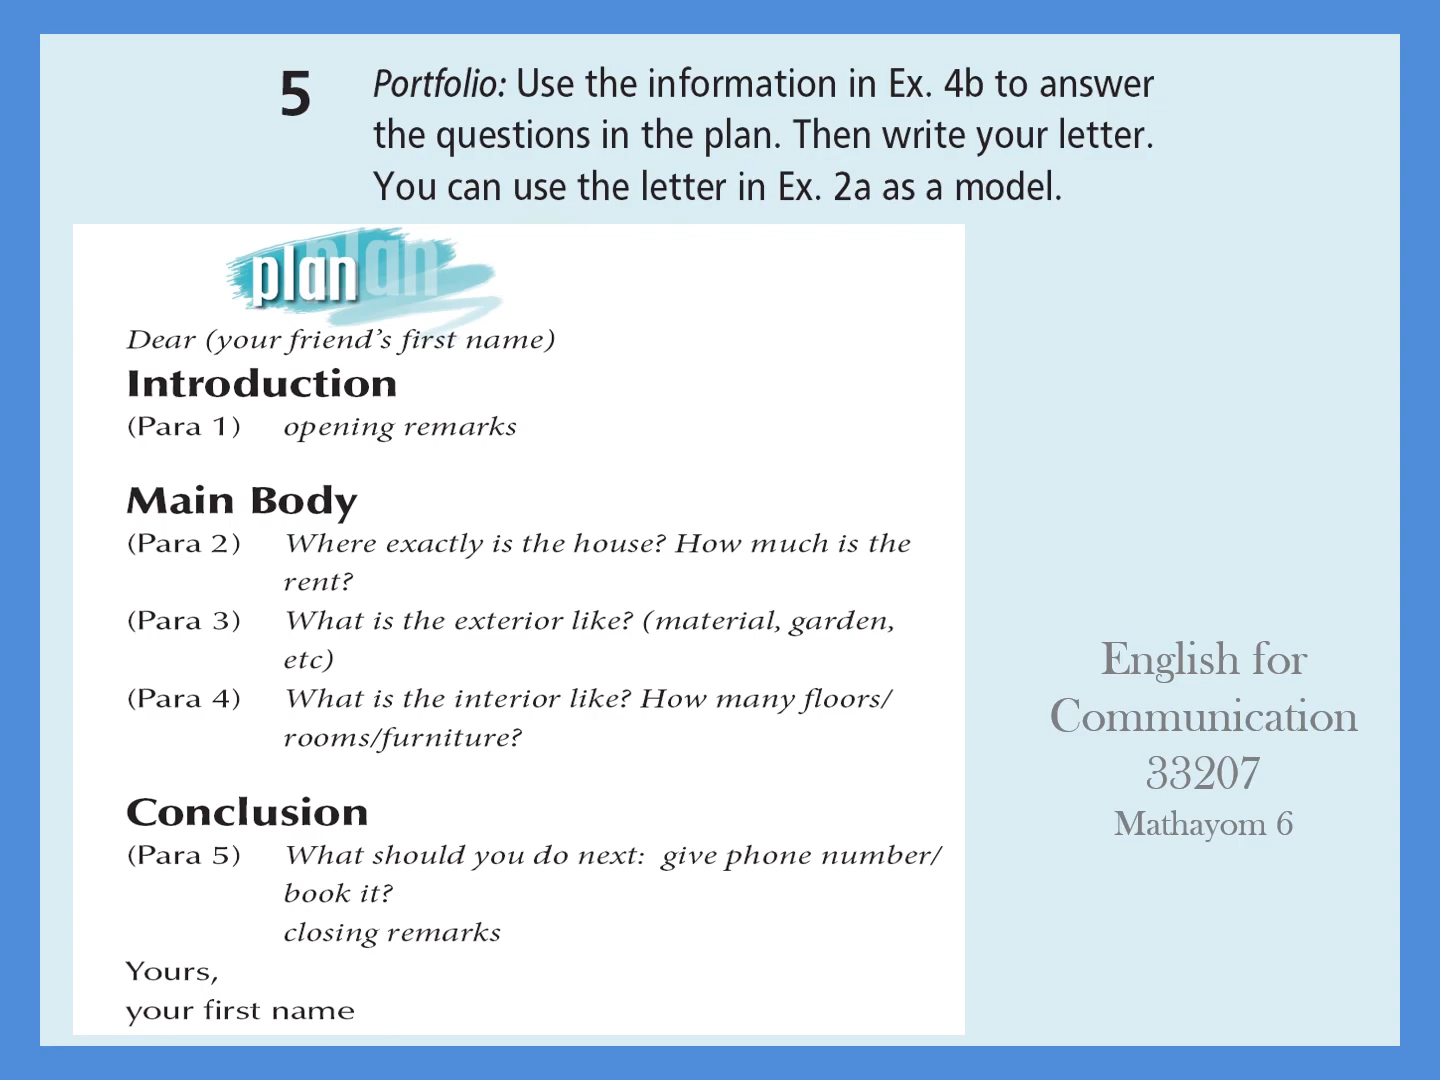 5 Portfolio: Use the information in Ex. 4b to answer
the questions in the plan. Then write your letter.
You can use the letter in Ex. 2a as a model.
plan
Dear (your friend's first name)
Introduction
(Para 1) opening remarks
Main Body
(Para 2) Where exactly is the house? How much is the
rent?
(Para 3) What is the exterior like? (material, garden,
etc)
(Para 4) What is the interior like? How many floors/
rooms/furniture?
Conclusion
(Para 5) What should you do next: give phone number/
book it?
closing remarks
Yours,
your first name
English for
Communication
33207
Mathayom 6